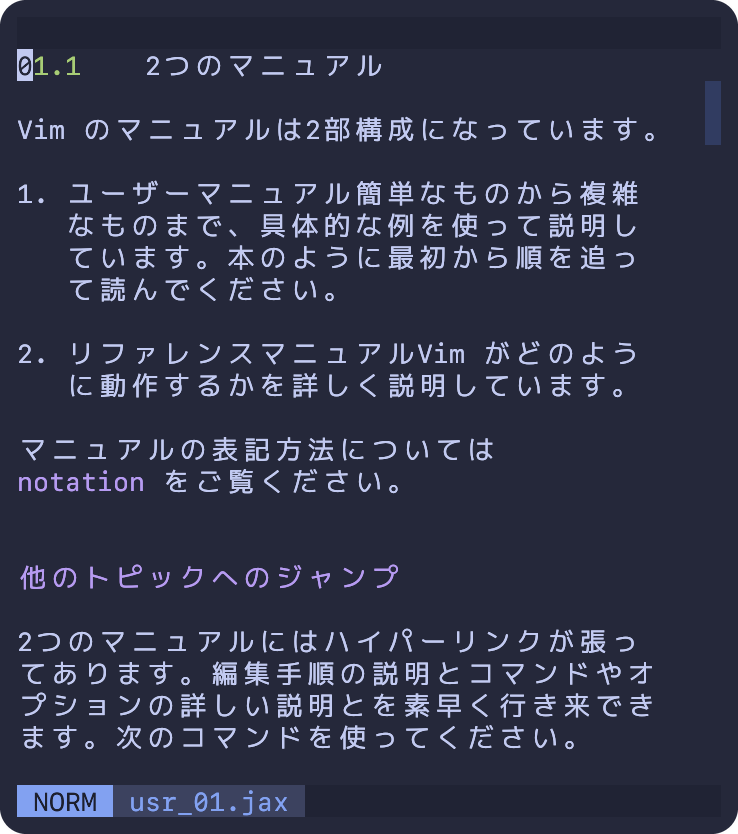 01.1    2つのマニュアル
Vim のマニュアルは2部構成になっています。
1. ユーザーマニュアル簡単なものから複雑
なものまで、具体的な例を使って説明し
ています。本のように最初から順を追っ
て読んでください。
2. リファレンスマニュアルVim がどのよう
に動作するかを詳しく説明しています。
マニュアルの表記方法については
notation をご覧ください。
他のトピックへのジャンプ
2つのマニュアルにはハイパーリンクが張っ
てあります。編集手順の説明とコマンドやオ
プションの詳しい説明とを素早く行き来でき
ます。次のコマンドを使ってください。
NORM usr_01.jax